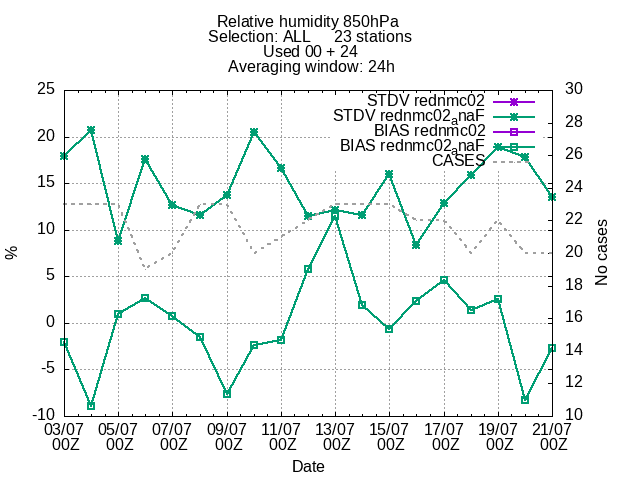 Relative humidity 850hPa
Selection: ALL     23 stations
Used 00 + 24
Averaging window: 24h
STDV rednmc02
STDV rednmc02anaF
BIAS rednmc02
BIAS rednmc02anaF
CASES
%
25
20
15
10
5
0
-5
-10
No cases
30
28
26
24
22
20
18
16
14
12
10
03/07 05/07 07/07 09/07 11/07 13/07 15/07 17/07 19/07 21/07
00Z 00Z 00Z 00Z 00Z 00Z 00Z 00Z 00Z 00Z
Date